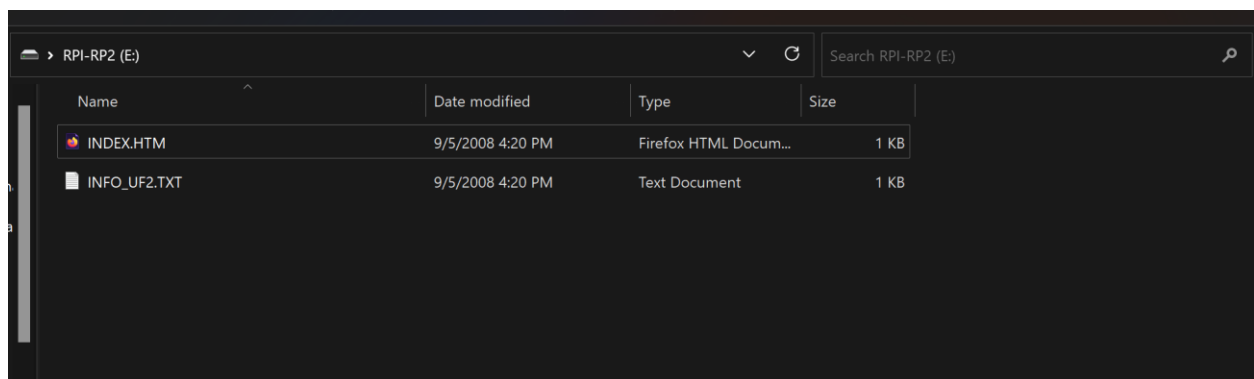 RPI-RP2 (E:) Search RPI-RP2 (E:)
Name Date modified Type Size
INDEX.HTM 9/5/2008 4:20 PM Firefox HTML Docum... 1 KB
INFO_UF2.TXT 9/5/2008 4:20 PM Text Document 1 KB